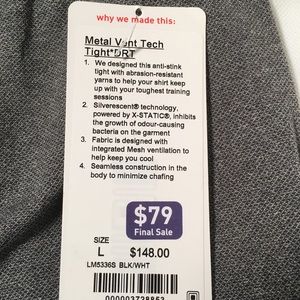 why we made this:
Metal Vent Tech
Tight*DRT
1. We designed this anti-stink
tight with abrasion-resistant
yarns to help your shirt keep
up with your toughest training
sessions
2. Silverescent® technology,
powered by X-STATIC®, inhibits
the growth of odour-causing
bacteria on the garment
3. Fabric is designed with
integrated Mesh ventilation to
help keep you cool
4. Seamless construction in the
body to minimize chafing
$79
Final Sale
SIZE
L $148.00
LM5336S BLK/WHT